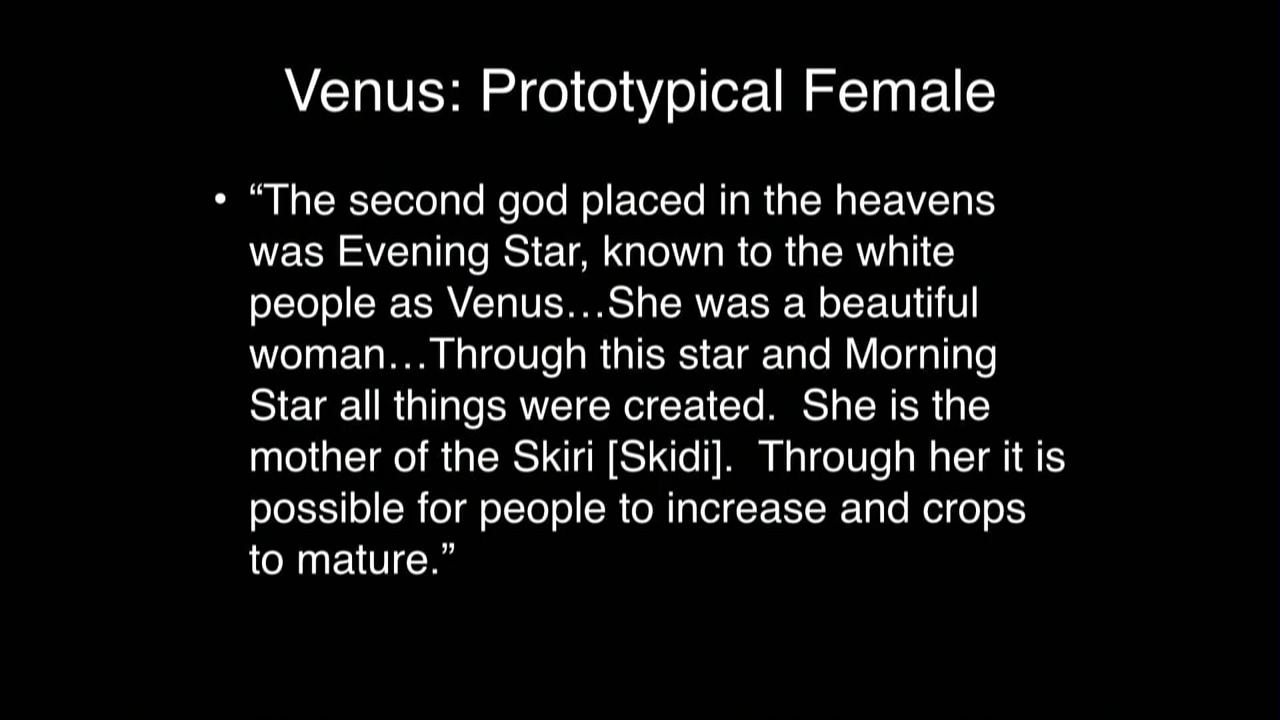 Venus: Prototypical Female
• “The second god placed in the heavens
was Evening Star, known to the white
people as Venus…She was a beautiful
woman…Through this star and Morning
Star all things were created.  She is the
mother of the Skiri [Skidi].  Through her it is
possible for people to increase and crops
to mature.”